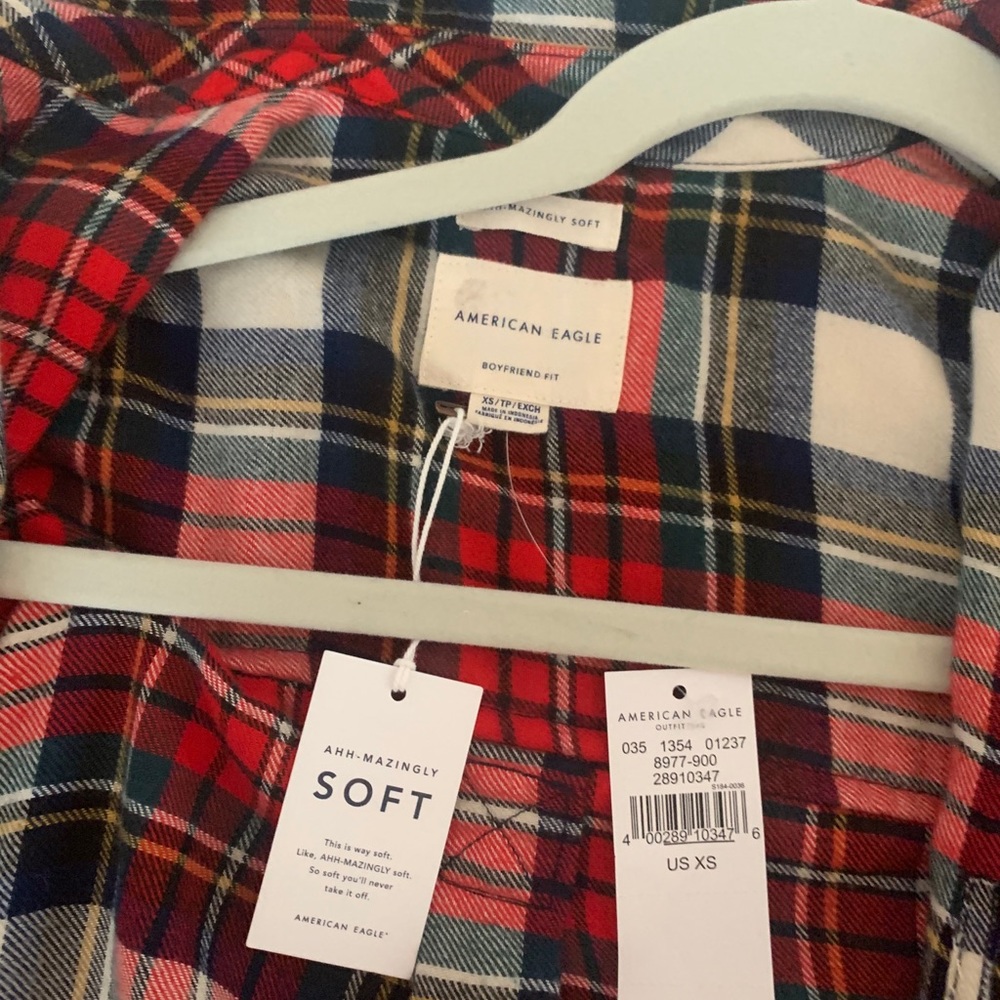 AHH-MAZINGLY SOFT
AMERICAN EAGLE
BOYFRIEND FIT
XS/TP/EXCH
MADE IN INDONESIA
FABRIQUÉ EN INDONÉSIE
AHH-MAZINGLY
SOFT
This is way soft.
Like, AHH-MAZINGLY soft.
So soft you'll never
take it off.
AMERICAN EAGLE®
AMERICAN EAGLE
OUTFITTERS
035 1354 01237
8977-900
28910347
S184-0036
4 00289 10347 6
US XS